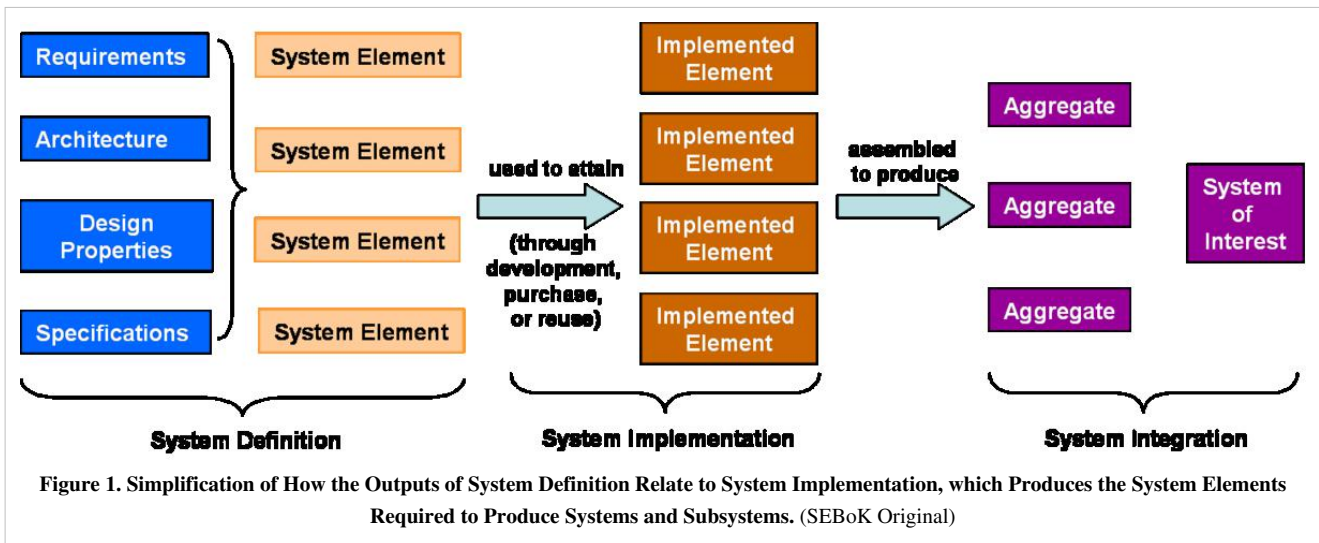 Requirements
Architecture
Design
Properties
Specifications
System Element
System Element
System Element
System Element
System Definition
used to attain
(through
development,
purchase,
or reuse)
Implemented
Element
Implemented
Element
Implemented
Element
Implemented
Element
System Implementation
assembled
to produce
Aggregate
Aggregate
Aggregate
System
of
Interest
System Integration
Figure 1. Simplification of How the Outputs of System Definition Relate to System Implementation, which Produces the System Elements
Required to Produce Systems and Subsystems. (SEBoK Original)